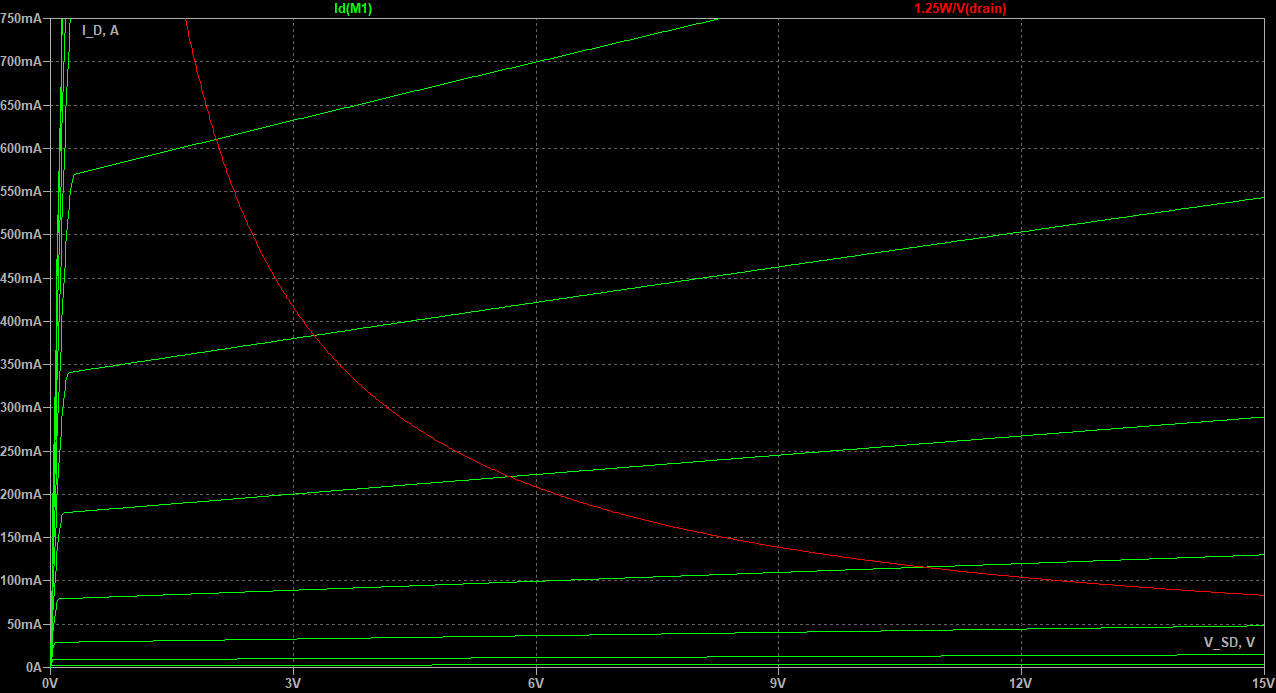 Id(M1) 1.25W/V(drain)
750mA
I_D, A
700mA
650mA
600mA
550mA
500mA
450mA
400mA
350mA
300mA
250mA
200mA
150mA
100mA
50mA
V_SD, V
0A
0V 3V 6V 9V 12V 15V